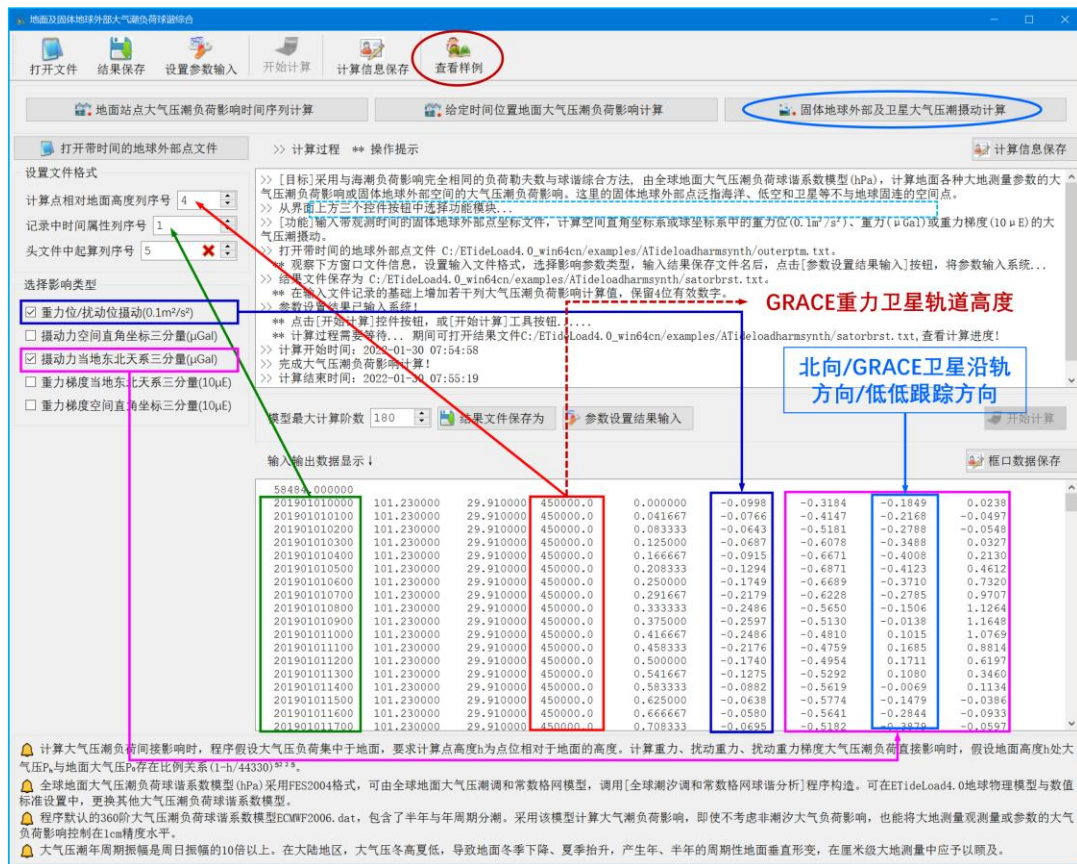 地面及固体地球外部大气潮负荷球谐综合
打开文件 结果保存 设置参数输入 开始计算 计算信息保存 查看样例
地面站点大气压潮负荷影响时间序列计算 给定时间位置地面大气压潮负荷影响计算 固体地球外部及卫星大气压潮摄动计算
打开带时间的地球外部点文件 >> 计算过程 ** 操作提示 计算信息保存
设置文件格式
计算点相对地面高度列序号 4
记录中时间属性列序号 1
头文件中起算列序号 5
选择影响类型
重力位/扰动位摄动(0.1m²/s²)
摄动力空间直角坐标三分量(μGal)
摄动力当地东北天系三分量(μGal)
重力梯度当地东北天系三分量(10μE)
重力梯度空间直角坐标三分量(10μE)
>> [目标]采用与海潮负荷影响完全相同的负荷勒夫数与球谐综合方法, 由全球地面大气压潮负荷球谐系数模型(hPa), 计算地面各种大地测量参数的大
气压潮负荷影响或固体地球外部空间的大气压潮负荷影响。这里的固体地球外部点泛指海洋、低空和卫星等不与地球固连的空间点。
>> 从界面上方三个控件按钮中选择功能模块...
>> [功能]输入带观测时间的固体地球外部点坐标文件, 计算空间直角坐标系或球坐标系中的重力位(0.1m²/s²)、重力(μGal)或重力梯度(10μE)的大
气压潮摄动。
>> 打开带时间的地球外部点文件 C:/ETideLoad4.0_win64cn/examples/ATideloadharmsynth/outerptm.txt。
** 观察下方窗口文件信息, 设置输入文件格式, 选择影响参数类型, 输入结果保存文件名后, 点击[参数设置结果输入]按钮, 将参数输入系统...
>> 结果文件保存为 C:/ETideLoad4.0_win64cn/examples/ATideloadharmsynth/satorbrst.txt。
** 在输入文件记录的基础上增加若干列大气压潮负荷影响计算值, 保留4位有效数字。
>> 参数设置结果已输入系统!
** 点击[开始计算]控件按钮, 或[开始计算]工具按钮......
** 计算过程需要等待... 期间可打开结果文件C:/ETideLoad4.0_win64cn/examples/ATideloadharmsynth/satorbrst.txt,查看计算进度!
>> 计算开始时间: 2022-01-30 07:54:58
>> 完成大气压潮负荷影响计算!
>> 计算结束时间: 2022-01-30 07:55:19
GRACE重力卫星轨道高度
北向/GRACE卫星沿轨
方向/低低跟踪方向
模型最大计算阶数 180 结果文件保存为 参数设置结果输入 开始计算
输入输出数据显示↓ 框口数据保存
58484.000000
201901010000 101.230000 29.910000 450000.0 0.000000 -0.0998 -0.3184 -0.1849 0.0238
201901010100 101.230000 29.910000 450000.0 0.041667 -0.0766 -0.4147 -0.2168 -0.0497
201901010200 101.230000 29.910000 450000.0 0.083333 -0.0643 -0.5181 -0.2788 -0.0548
201901010300 101.230000 29.910000 450000.0 0.125000 -0.0687 -0.6078 -0.3488 0.0327
201901010400 101.230000 29.910000 450000.0 0.166667 -0.0915 -0.6671 -0.4008 0.2130
201901010500 101.230000 29.910000 450000.0 0.208333 -0.1294 -0.6871 -0.4123 0.4612
201901010600 101.230000 29.910000 450000.0 0.250000 -0.1749 -0.6689 -0.3710 0.7320
201901010700 101.230000 29.910000 450000.0 0.291667 -0.2179 -0.6228 -0.2785 0.9707
201901010800 101.230000 29.910000 450000.0 0.333333 -0.2486 -0.5650 -0.1506 1.1264
201901010900 101.230000 29.910000 450000.0 0.375000 -0.2597 -0.5130 -0.0138 1.1648
201901011000 101.230000 29.910000 450000.0 0.416667 -0.2486 -0.4810 0.1015 1.0769
201901011100 101.230000 29.910000 450000.0 0.458333 -0.2176 -0.4759 0.1685 0.8814
201901011200 101.230000 29.910000 450000.0 0.500000 -0.1740 -0.4954 0.1711 0.6197
201901011300 101.230000 29.910000 450000.0 0.541667 -0.1275 -0.5292 0.1080 0.3460
201901011400 101.230000 29.910000 450000.0 0.583333 -0.0882 -0.5619 -0.0069 0.1134
201901011500 101.230000 29.910000 450000.0 0.625000 -0.0638 -0.5774 -0.1479 -0.0386
201901011600 101.230000 29.910000 450000.0 0.666667 -0.0580 -0.5641 -0.2844 -0.0933
201901011700 101.230000 29.910000 450000.0 0.708333 -0.0695 -0.5182 -0.3879 -0.0597
计算大气压潮负荷间接影响时, 程序假设大气压负荷集中于地面, 要求计算点高度h为点位相对于地面的高度。计算重力、扰动重力、扰动重力梯度大气压潮负荷直接影响时, 假设地面高度h处大
气压Pₕ与地面大气压P₀存在比例关系(1-h/44330)⁵²²⁵。
全球地面大气压潮负荷球谐系数模型(hPa)采用FES2004格式, 可由全球地面大气压潮调和常数格网模型, 调用[全球潮汐调和常数格网球谐分析]程序构造。可在ETideLoad4.0地球物理模型与数值
标准设置中, 更换其他大气压潮负荷球谐系数模型。
程序默认的360阶大气压潮负荷球谐系数模型ECMWF2006.dat, 包含了半年与年周期分潮。采用该模型计算大气潮负荷影响, 即使不考虑非潮汐大气负荷影响, 也能将大地测量观测量或参数的大气
负荷影响控制在1cm精度水平。
大气压潮年周期振幅是周日振幅的10倍以上。在大陆地区, 大气压冬高夏低, 导致地面冬季下降、夏季抬升, 产生年、半年的周期性地面垂直形变, 在厘米级大地测量中应予以顾及。